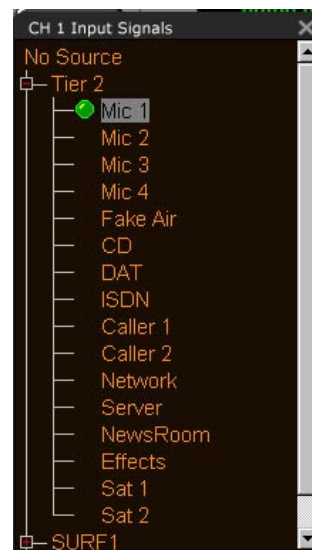 CH 1 Input Signals
No Source
Tier 2
Mic 1
Mic 2
Mic 3
Mic 4
Fake Air
CD
DAT
ISDN
Caller 1
Caller 2
Network
Server
NewsRoom
Effects
Sat 1
Sat 2
SURF1